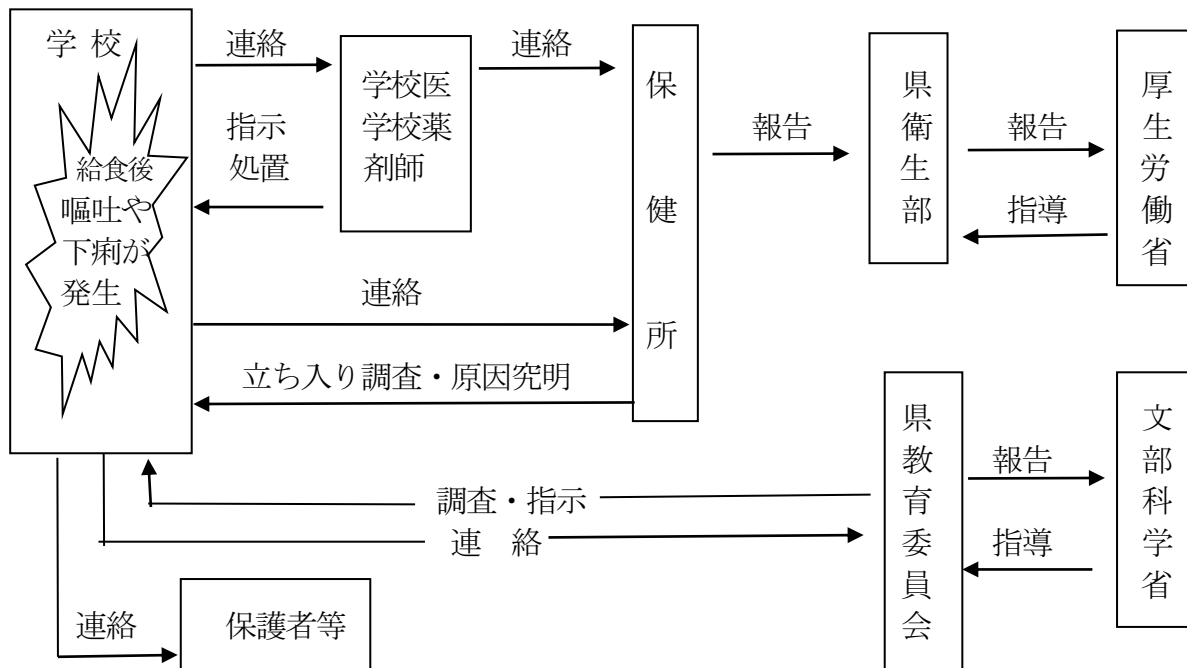 学 校
給食後
嘔吐や
下痢が
発生
連絡
指示
処置
学校医
学校薬
剤師
連絡
連絡
立ち入り調査・原因究明
保健所
報告
県衛生部
報告
指導
厚生労働省
調査・指示
連 絡
県教育委員会
報告
指導
文部科学省
連絡
保護者等